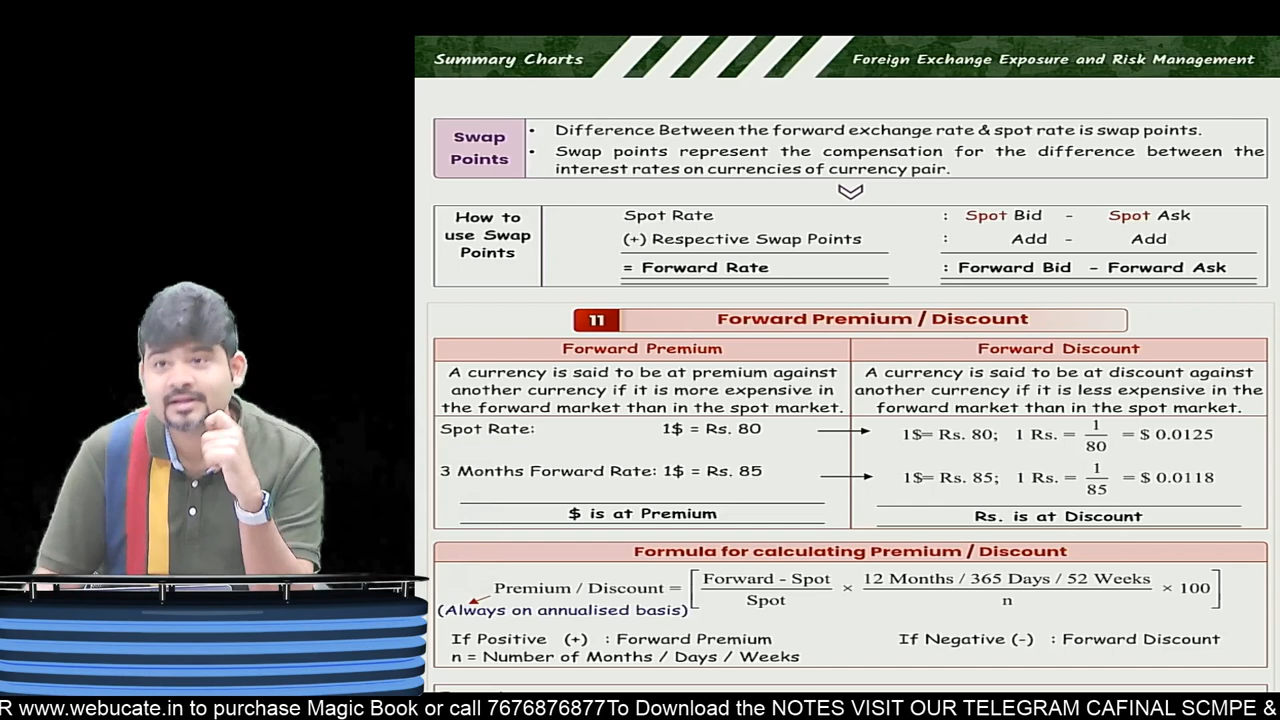 Summary Charts
Foreign Exchange Exposure and Risk Management
Swap Points
• Difference Between the forward exchange rate & spot rate is swap points.
• Swap points represent the compensation for the difference between the
interest rates on currencies of currency pair.
How to use Swap Points
Spot Rate : Spot Bid - Spot Ask
(+) Respective Swap Points : Add - Add
= Forward Rate : Forward Bid - Forward Ask
11 Forward Premium / Discount
Forward Premium
A currency is said to be at premium against
another currency if it is more expensive in
the forward market than in the spot market.
Forward Discount
A currency is said to be at discount against
another currency if it is less expensive in the
forward market than in the spot market.
Spot Rate: 1$ = Rs. 80
1$= Rs. 80; 1 Rs. = 1/80 = $ 0.0125
3 Months Forward Rate: 1$ = Rs. 85
1$= Rs. 85; 1 Rs. = 1/85 = $ 0.0118
$ is at Premium
Rs. is at Discount
Formula for calculating Premium / Discount
Premium / Discount = [ Forward - Spot / Spot × 12 Months / 365 Days / 52 Weeks / n × 100 ]
(Always on annualised basis)
If Positive (+) : Forward Premium
If Negative (-) : Forward Discount
n = Number of Months / Days / Weeks
R www.webucate.in to purchase Magic Book or call 7676876877To Download the NOTES VISIT OUR TELEGRAM CAFINAL SCMPE &